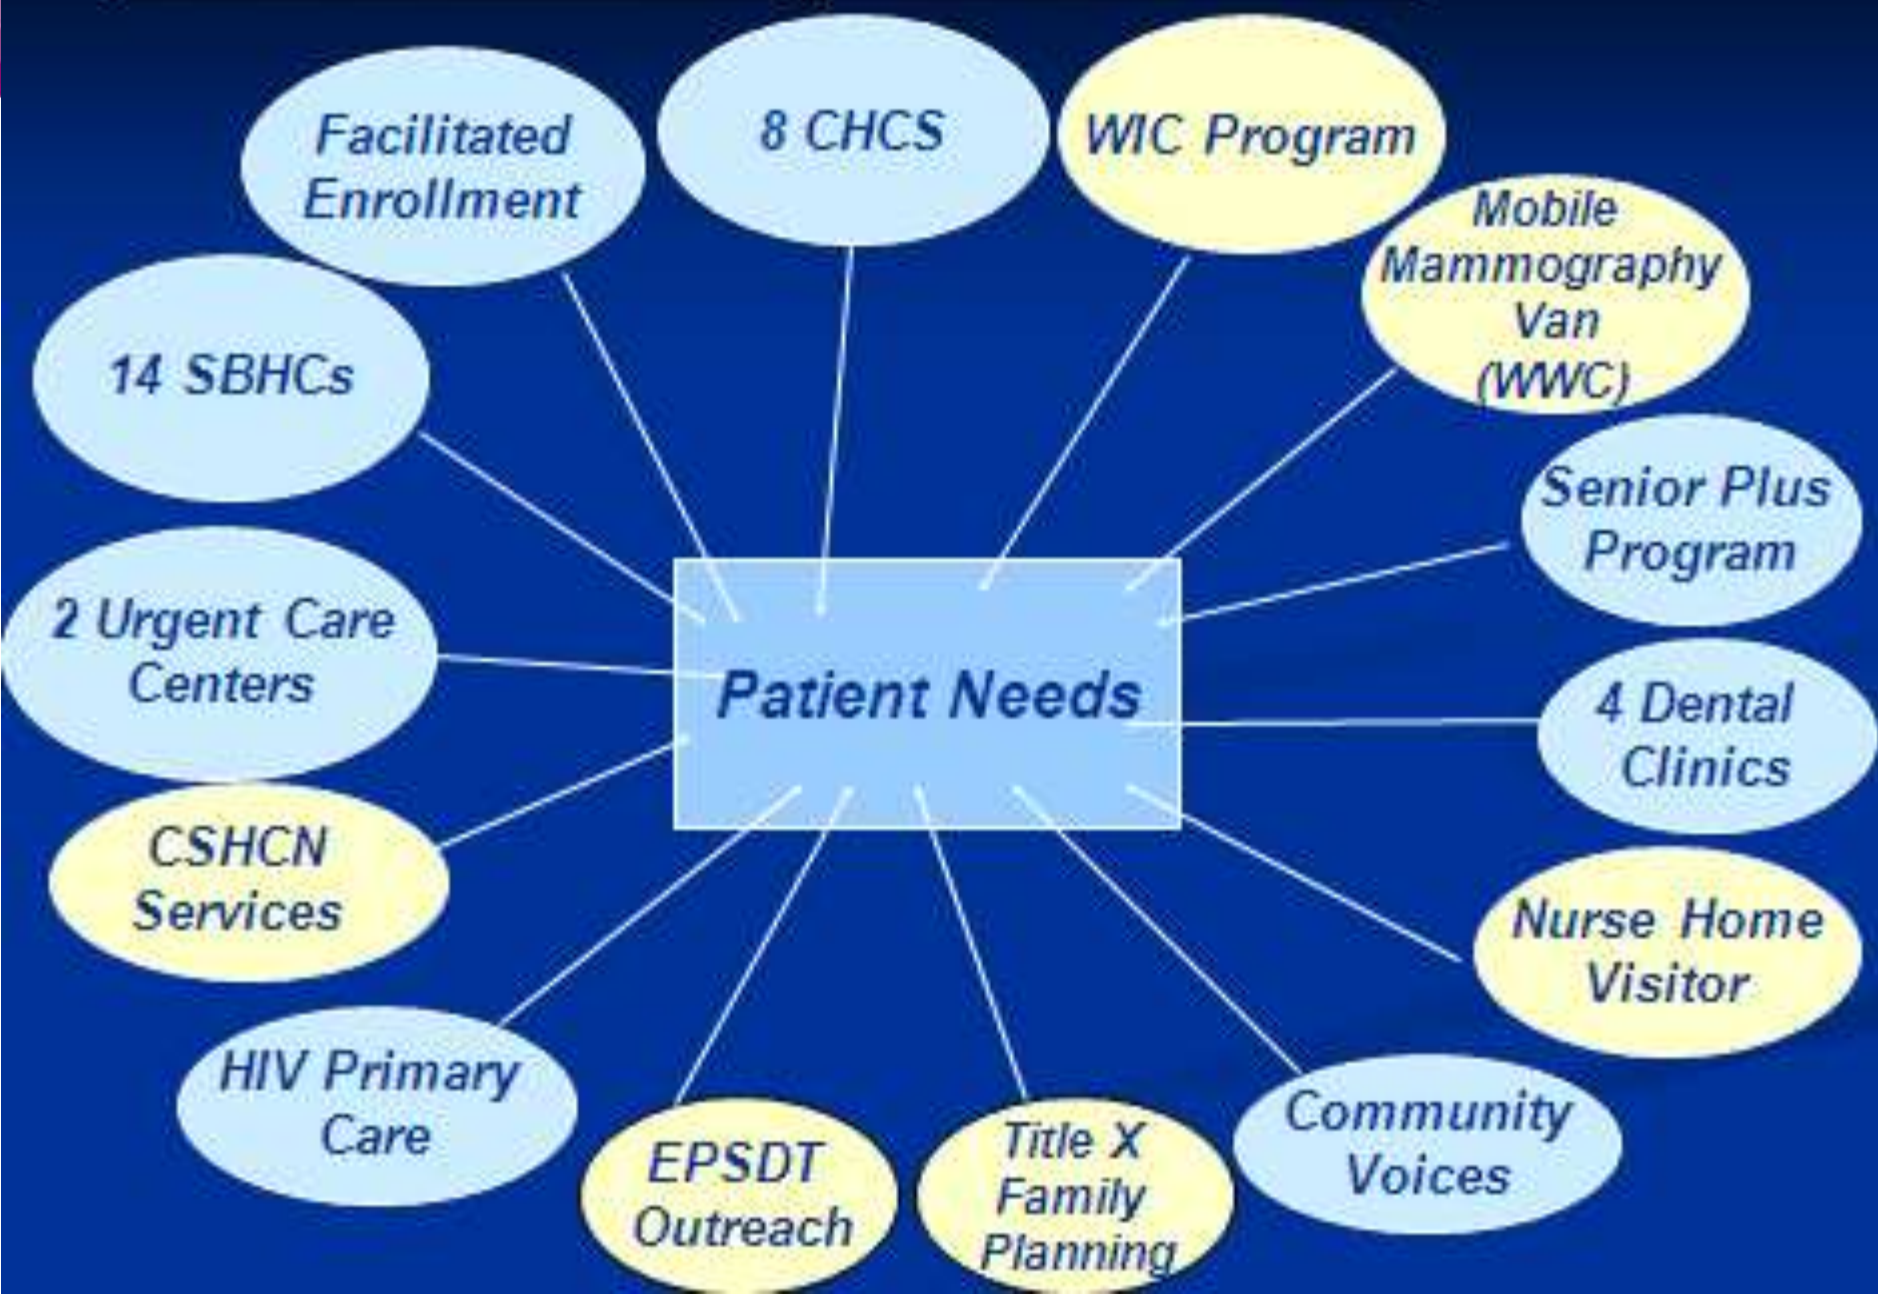 Facilitated
Enrollment
8 CHCS
WIC Program
Mobile
Mammography
Van
(WWC)
14 SBHCs
Senior Plus
Program
2 Urgent Care
Centers
Patient Needs
4 Dental
Clinics
CSHCN
Services
Nurse Home
Visitor
HIV Primary
Care
EPSDT
Outreach
Title X
Family
Planning
Community
Voices